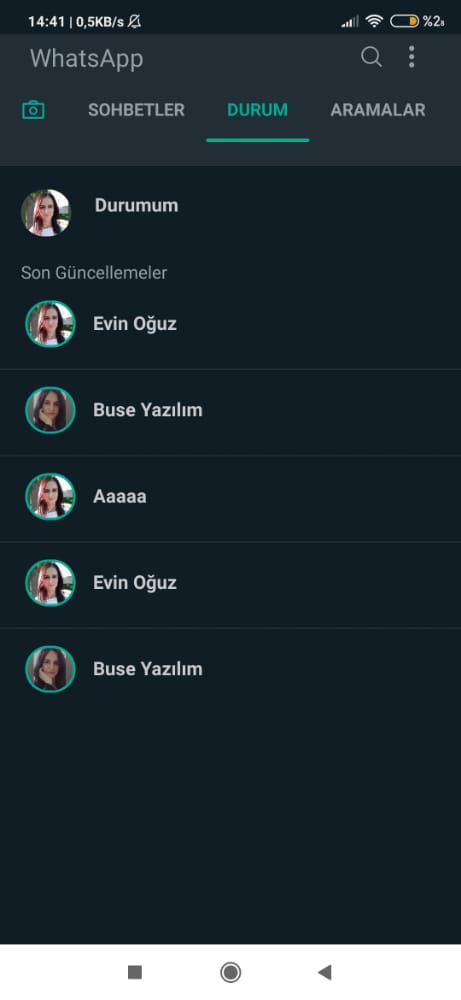 14:41 | 0,5KB/s %28
WhatsApp
SOHBETLER DURUM ARAMALAR
Durumum
Son Güncellemeler
Evin Oğuz
Buse Yazılım
Aaaaa
Evin Oğuz
Buse Yazılım